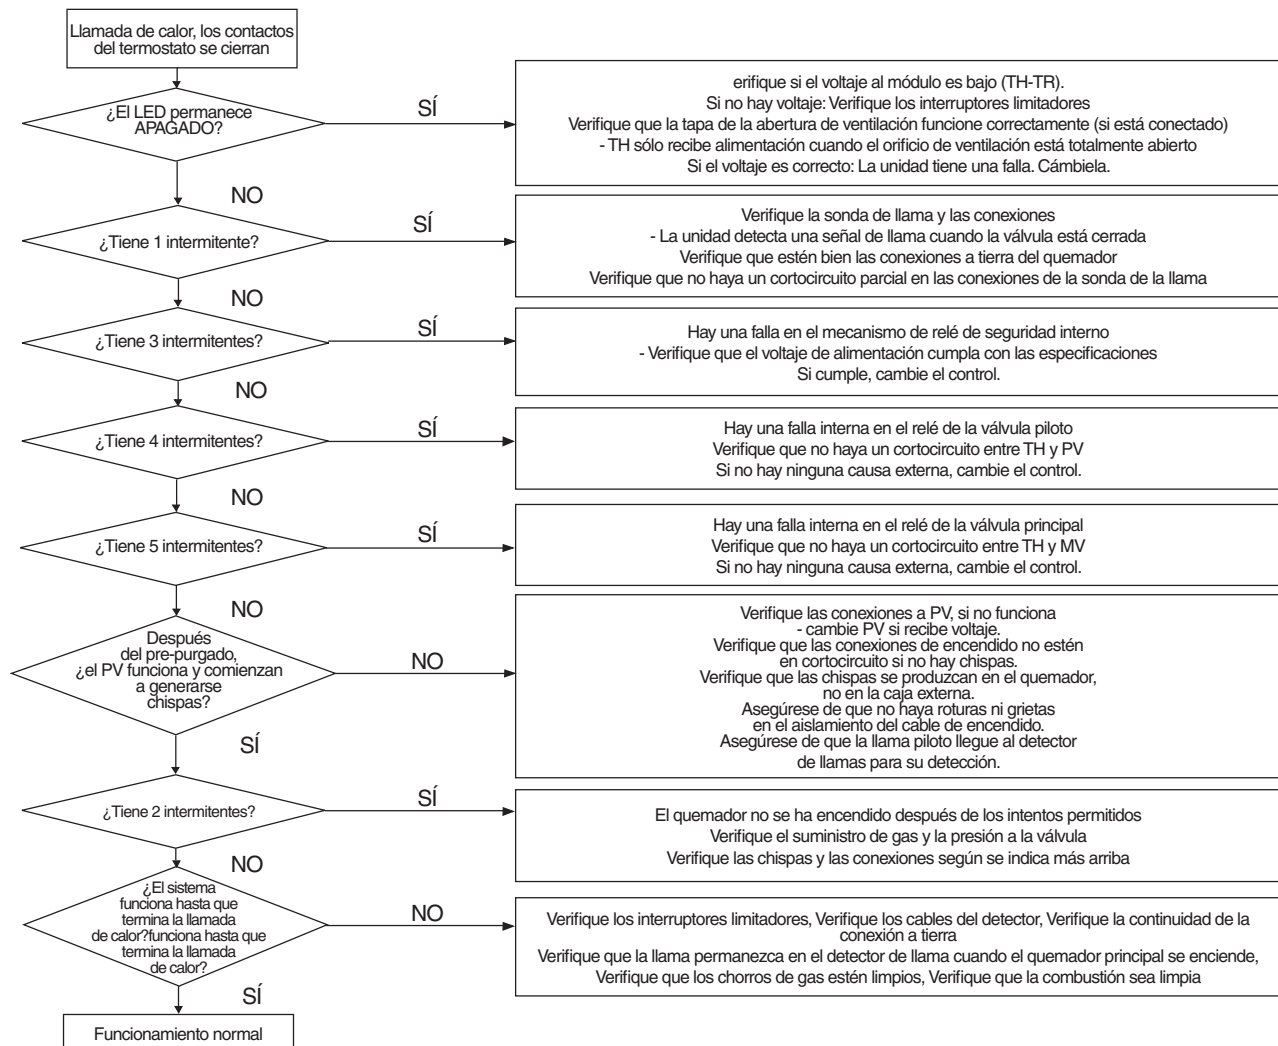 Llamada de calor, los contactos
del termostato se cierran
¿El LED permanece
APAGADO?
SÍ
erifique si el voltaje al módulo es bajo (TH-TR).
Si no hay voltaje: Verifique los interruptores limitadores
Verifique que la tapa de la abertura de ventilación funcione correctamente (si está conectado)
- TH sólo recibe alimentación cuando el orificio de ventilación está totalmente abierto
Si el voltaje es correcto: La unidad tiene una falla. Cámbiela.
NO
¿Tiene 1 intermitente?
SÍ
Verifique la sonda de llama y las conexiones
- La unidad detecta una señal de llama cuando la válvula está cerrada
Verifique que estén bien las conexiones a tierra del quemador
Verifique que no haya un cortocircuito parcial en las conexiones de la sonda de la llama
NO
¿Tiene 3 intermitentes?
SÍ
Hay una falla en el mecanismo de relé de seguridad interno
- Verifique que el voltaje de alimentación cumpla con las especificaciones
Si cumple, cambie el control.
NO
¿Tiene 4 intermitentes?
SÍ
Hay una falla interna en el relé de la válvula piloto
Verifique que no haya un cortocircuito entre TH y PV
Si no hay ninguna causa externa, cambie el control.
NO
¿Tiene 5 intermitentes?
SÍ
Hay una falla interna en el relé de la válvula principal
Verifique que no haya un cortocircuito entre TH y MV
Si no hay ninguna causa externa, cambie el control.
NO
Después
del pre-purgado,
¿el PV funciona y comienzan
a generarse
chispas?
NO
Verifique las conexiones a PV, si no funciona
- cambie PV si recibe voltaje.
Verifique que las conexiones de encendido no estén
en cortocircuito si no hay chispas.
Verifique que las chispas se produzcan en el quemador,
no en la caja externa.
Asegúrese de que no haya roturas ni grietas
en el aislamiento del cable de encendido.
Asegúrese de que la llama piloto llegue al detector
de llamas para su detección.
SÍ
¿Tiene 2 intermitentes?
SÍ
El quemador no se ha encendido después de los intentos permitidos
Verifique el suministro de gas y la presión a la válvula
Verifique las chispas y las conexiones según se indica más arriba
NO
¿El sistema
funciona hasta que
termina la llamada
de calor?funciona hasta que
termina la llamada
de calor?
NO
Verifique los interruptores limitadores, Verifique los cables del detector, Verifique la continuidad de la
conexión a tierra
Verifique que la llama permanezca en el detector de llama cuando el quemador principal se enciende,
Verifique que los chorros de gas estén limpios, Verifique que la combustión sea limpia
SÍ
Funcionamiento normal